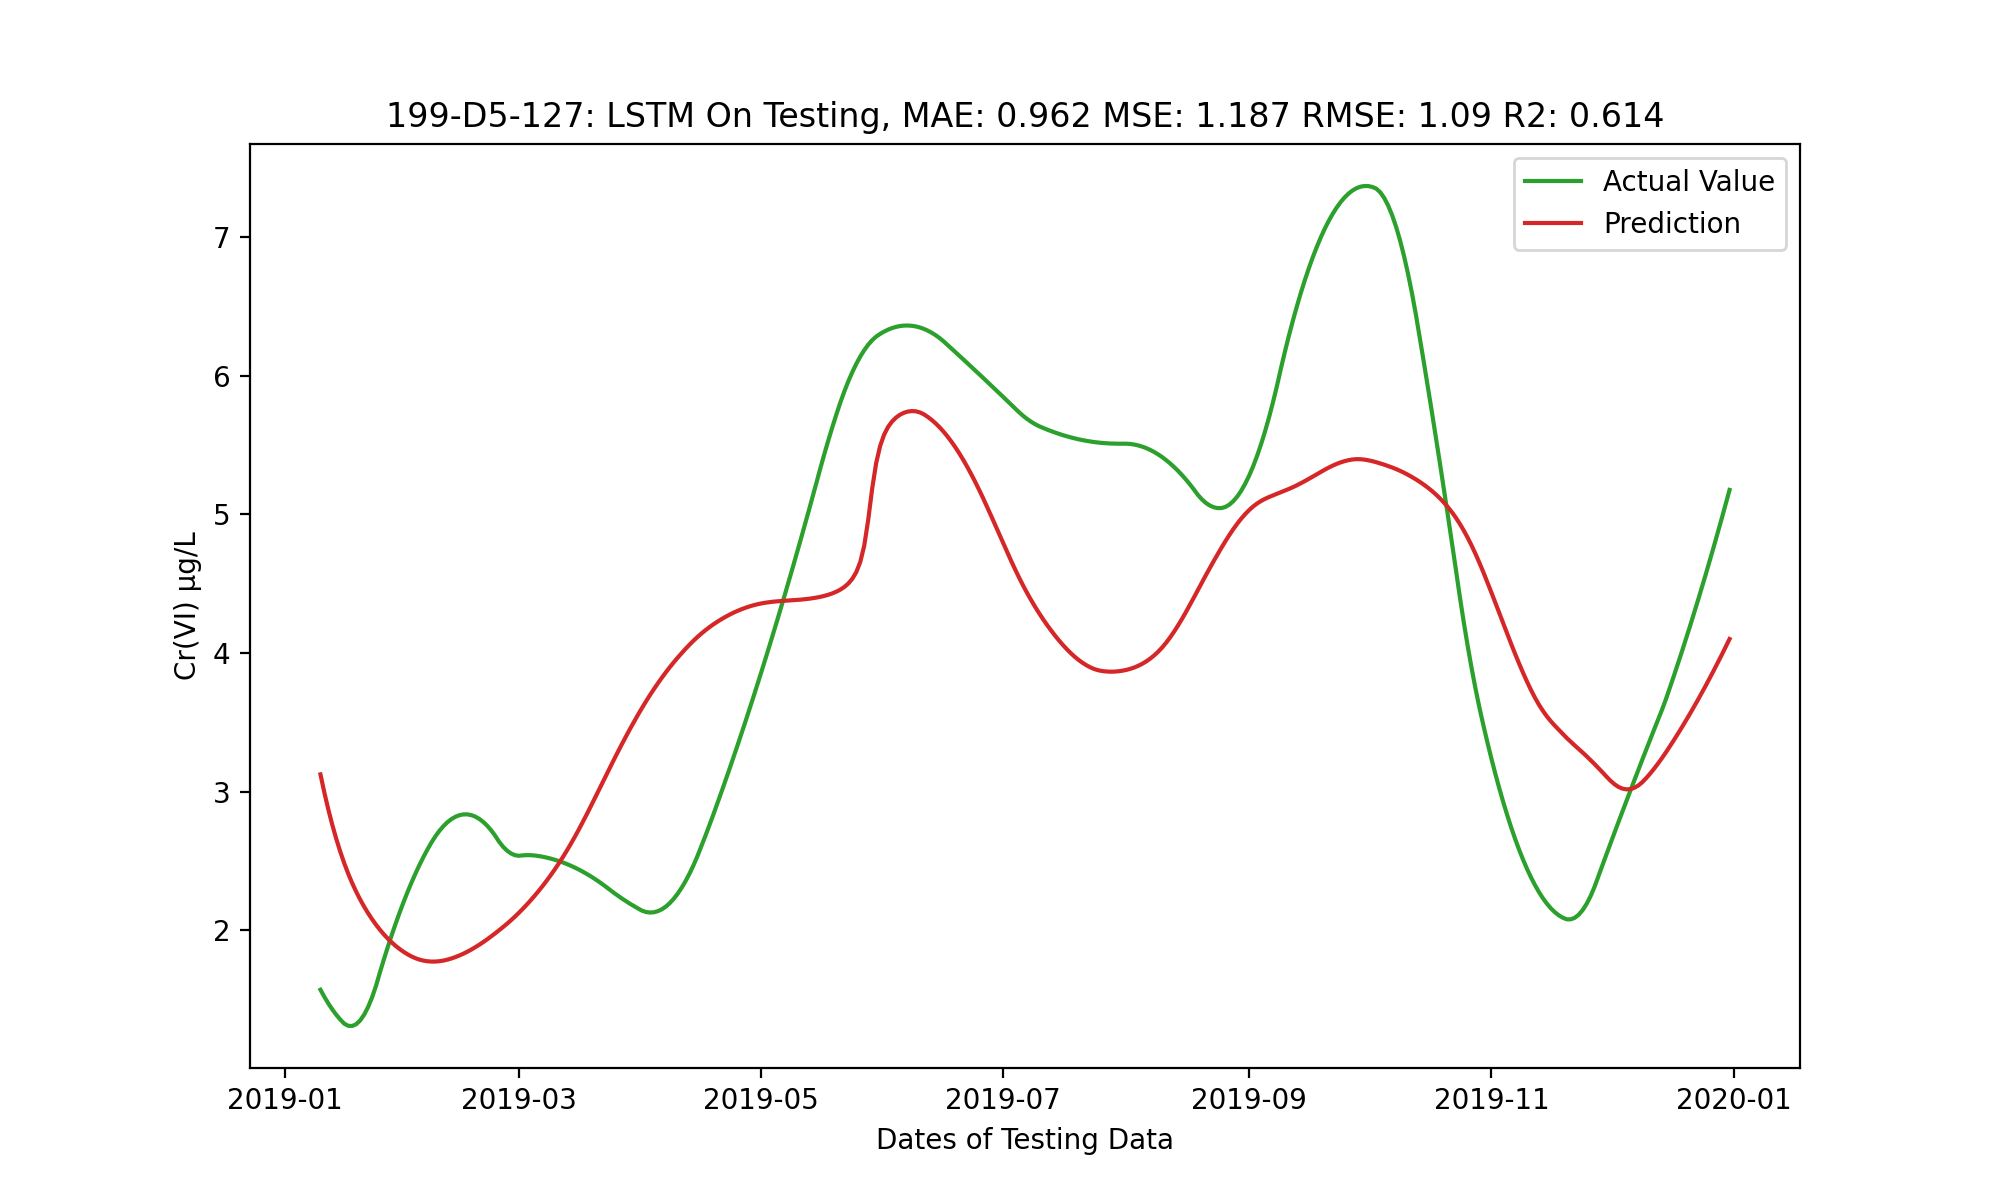 199-D5-127: LSTM On Testing, MAE: 0.962 MSE: 1.187 RMSE: 1.09 R2: 0.614
Actual Value
Prediction
7
6
5
4
3
2
Cr(VI) µg/L
2019-01 2019-03 2019-05 2019-07 2019-09 2019-11 2020-01
Dates of Testing Data